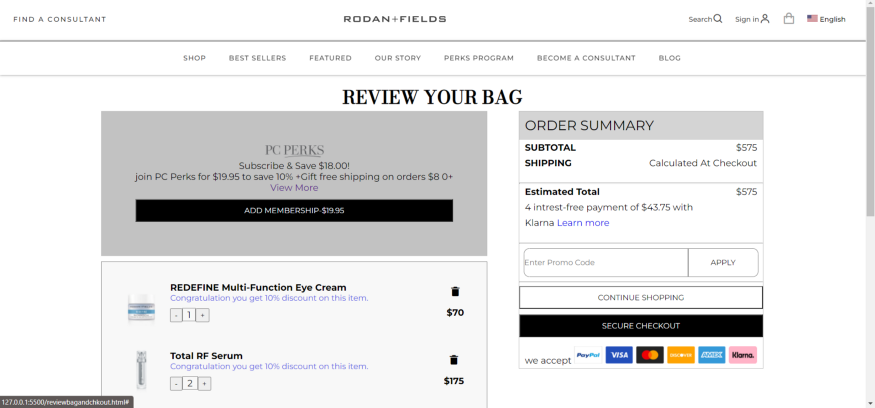 FIND A CONSULTANT
RODAN+FIELDS
Search
Sign in
English
SHOP BEST SELLERS FEATURED OUR STORY PERKS PROGRAM BECOME A CONSULTANT BLOG
REVIEW YOUR BAG
PC PERKS
Subscribe & Save $18.00!
join PC Perks for $19.95 to save 10% +Gift free shipping on orders $8 0+
View More
ADD MEMBERSHIP-$19.95
REDEFINE Multi-Function Eye Cream
Congratulation you get 10% discount on this item.
- 1 +
$70
Total RF Serum
Congratulation you get 10% discount on this item.
- 2 +
$175
ORDER SUMMARY
SUBTOTAL $575
SHIPPING Calculated At Checkout
Estimated Total $575
4 intrest-free payment of $43.75 with
Klarna Learn more
Enter Promo Code APPLY
CONTINUE SHOPPING
SECURE CHECKOUT
we accept PayPal VISA Klarna.
127.0.0.1:5500/reviewbagandchkout.html#